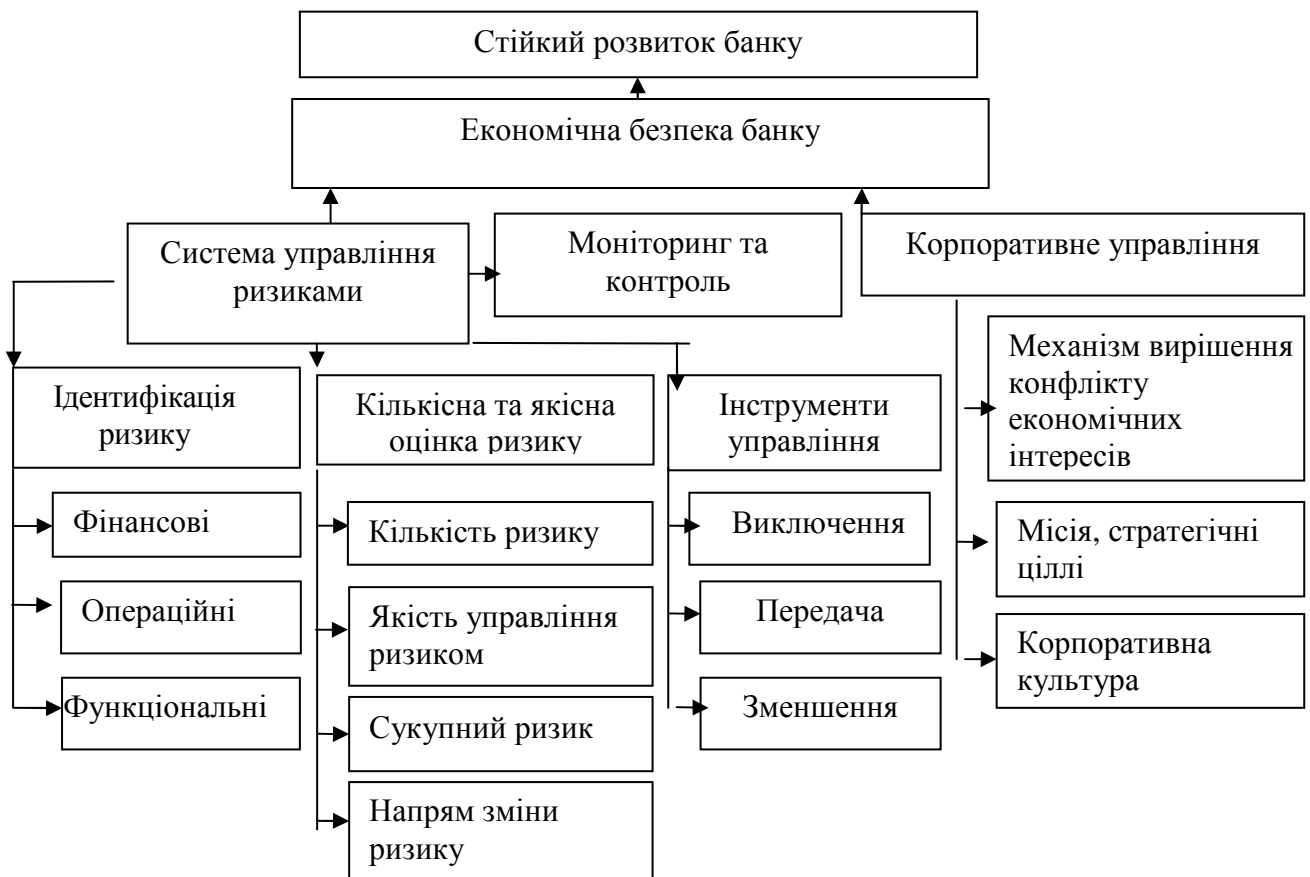 Стійкий розвиток банку
Економічна безпека банку
Система управління
ризиками
Моніторинг та
контроль
Корпоративне управління
Ідентифікація
ризику
Фінансові
Операційні
Функціональні
Кількісна та якісна
оцінка ризику
Кількість ризику
Якість управління
ризиком
Сукупний ризик
Напрям зміни
ризику
Інструменти
управління
Виключення
Передача
Зменшення
Механізм вирішення
конфлікту
економічних
інтересів
Місія, стратегічні
ціллі
Корпоративна
культура